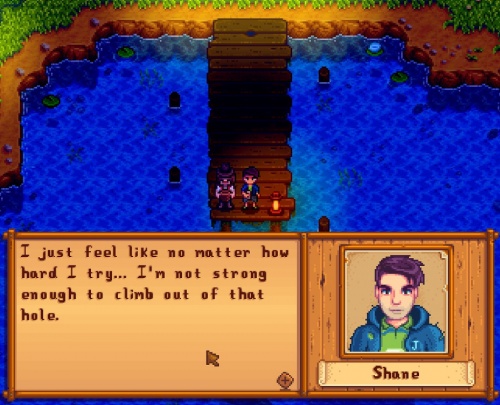 I just feel like no matter how
hard I try... I'm not strong
enough to climb out of that
hole.
J
Shane